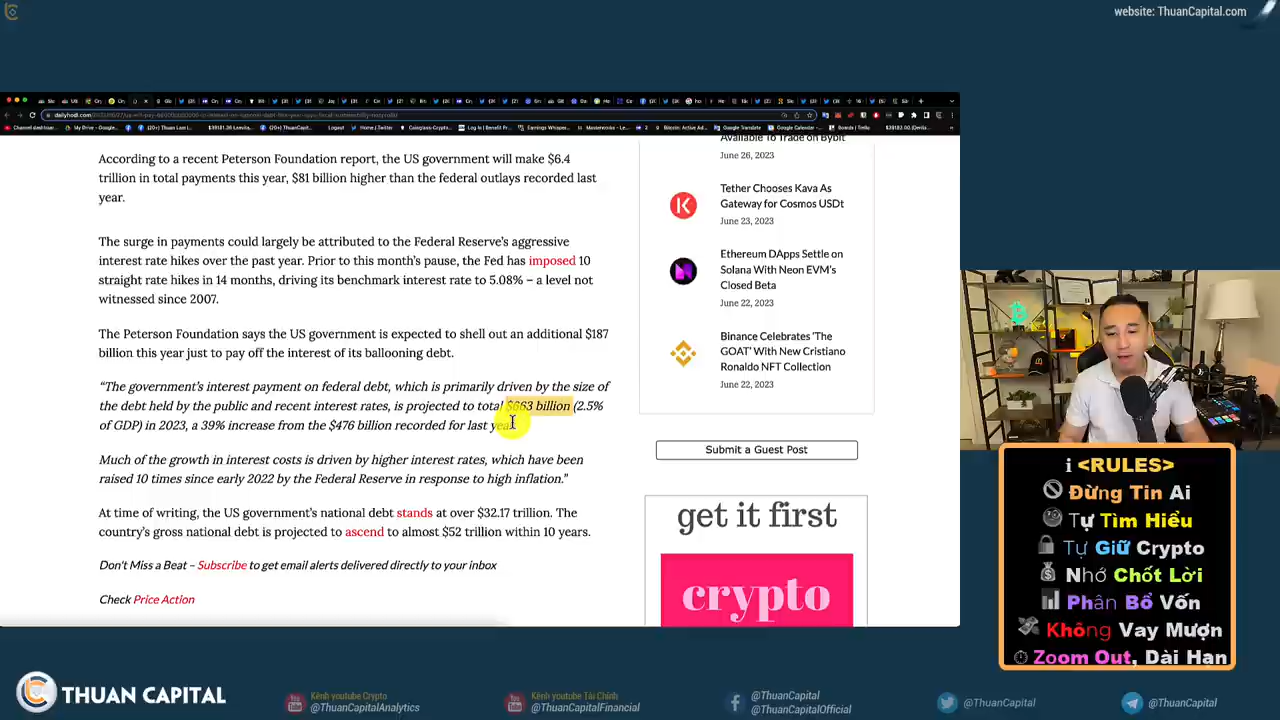 website: ThuanCapital.com
According to a recent Peterson Foundation report, the US government will make $6.4
trillion in total payments this year, $81 billion higher than the federal outlays recorded last
year.
The surge in payments could largely be attributed to the Federal Reserve's aggressive
interest rate hikes over the past year. Prior to this month's pause, the Fed has imposed 10
straight rate hikes in 14 months, driving its benchmark interest rate to 5.08% – a level not
witnessed since 2007.
The Peterson Foundation says the US government is expected to shell out an additional $187
billion this year just to pay off the interest of its ballooning debt.
“The government's interest payment on federal debt, which is primarily driven by the size of
the debt held by the public and recent interest rates, is projected to total $663 billion (2.5%
of GDP) in 2023, a 39% increase from the $476 billion recorded for last year.
Much of the growth in interest costs is driven by higher interest rates, which have been
raised 10 times since early 2022 by the Federal Reserve in response to high inflation.”
At time of writing, the US government's national debt stands at over $32.17 trillion. The
country's gross national debt is projected to ascend to almost $52 trillion within 10 years.
Don't Miss a Beat – Subscribe to get email alerts delivered directly to your inbox
Check Price Action
Available To Trade on Bybit
June 26, 2023
Tether Chooses Kava As
Gateway for Cosmos USDt
June 23, 2023
Ethereum DApps Settle on
Solana With Neon EVM's
Closed Beta
June 22, 2023
Binance Celebrates 'The
GOAT' With New Cristiano
Ronaldo NFT Collection
June 22, 2023
Submit a Guest Post
get it first
crypto
<RULES>
Đừng Tin Ai
Tự Tìm Hiểu
Tự Giữ Crypto
Nhớ Chốt Lời
Phân Bổ Vốn
Không Vay Mượn
Zoom Out, Dài Hạn
THUAN CAPITAL
Kênh youtube Crypto
@ThuanCapitalAnalytics
Kênh youtube Tài Chính
@ThuanCapitalFinancial
@ThuanCapital
@ThuanCapitalOfficial
@ThuanCapital
@ThuanCapital